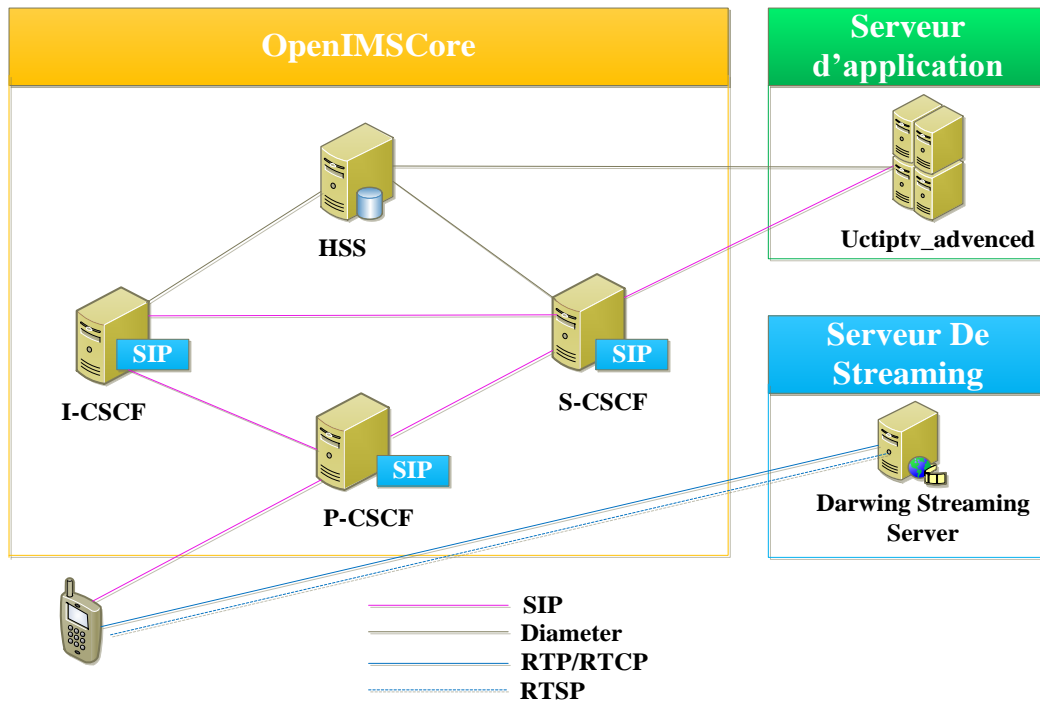 OpenIMSCore
Serveur
d'application
HSS
Uctiptv_advenced
SIP
I-CSCF
SIP
S-CSCF
Serveur De
Streaming
SIP
P-CSCF
Darwing Streaming
Server
SIP
Diameter
RTP/RTCP
RTSP